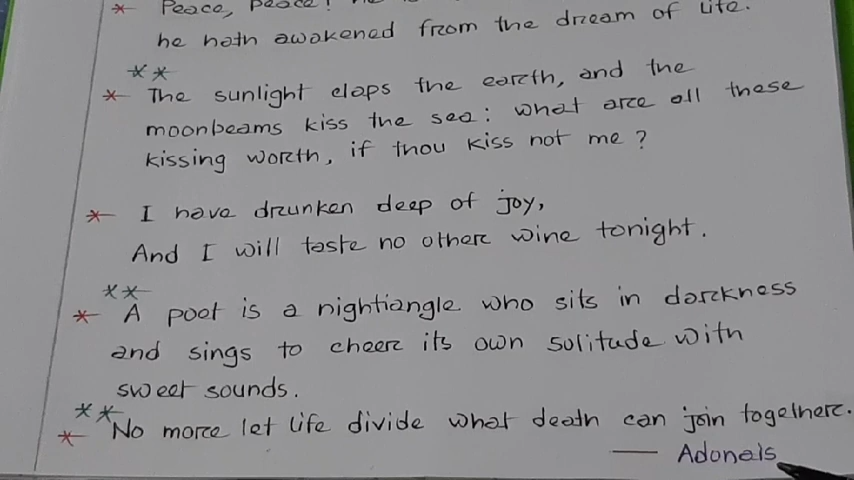 * Peace, peace! he
he hath awakened from the dream of life.
**
* The sunlight claps the earth, and the
moonbeams kiss the sea: what are all these
kissing worth, if thou kiss not me?
* I have drunken deep of joy,
And I will taste no other wine tonight.
**
* A poet is a nightiangle who sits in darkness
and sings to cheer its own solitude with
sweet sounds.
**
* No more let life divide what death can join together.
— Adonals